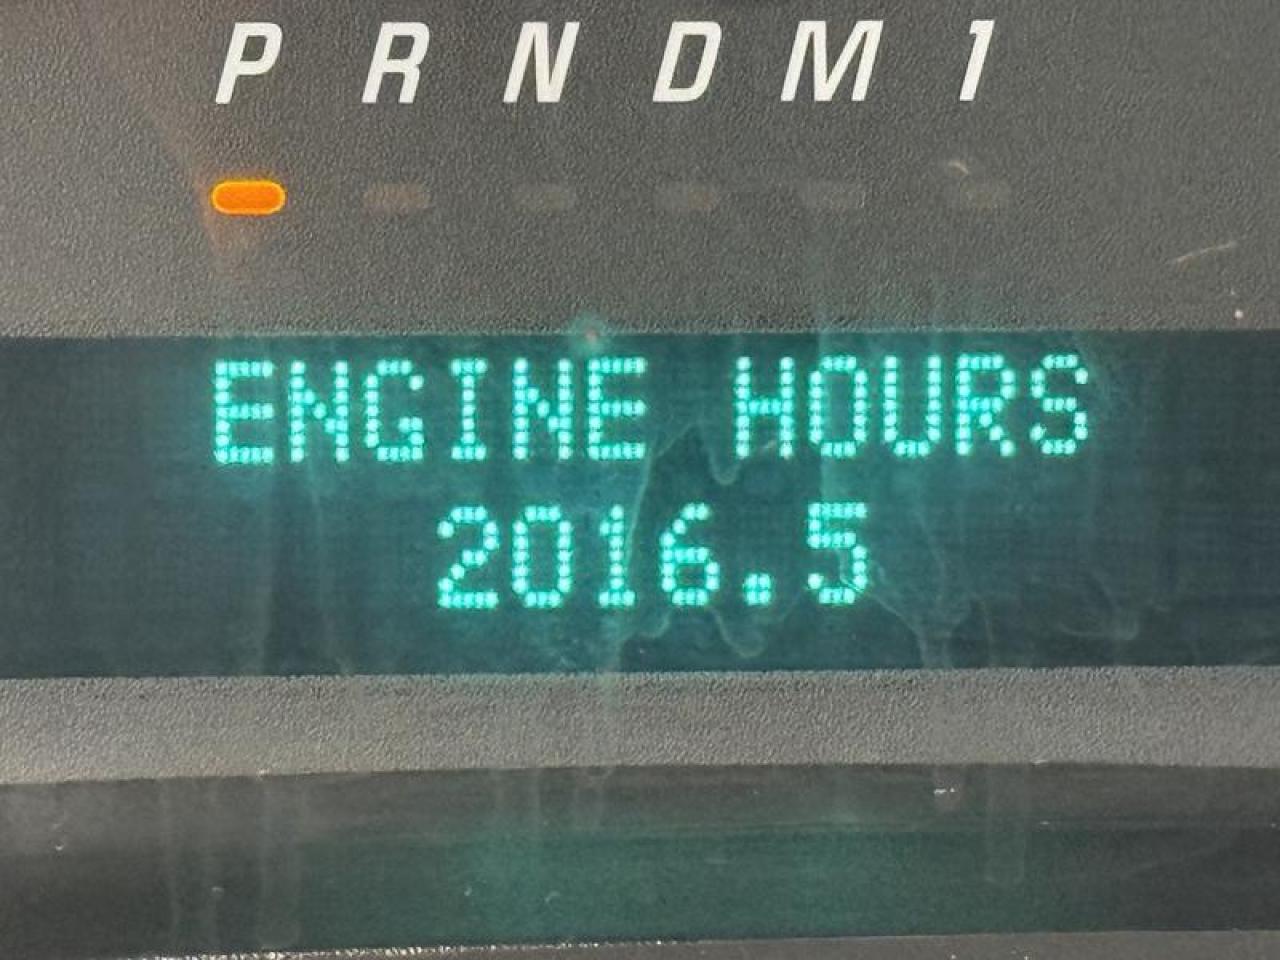 P R N D M 1
ENGINE HOURS
2016.5